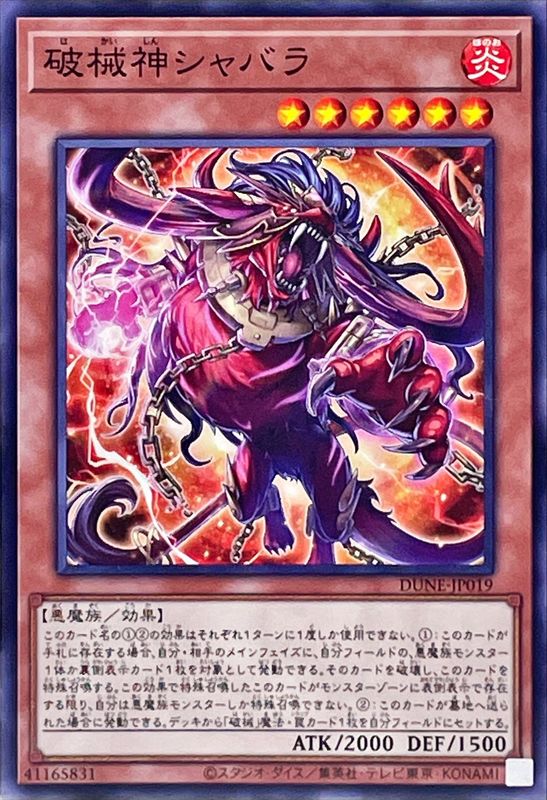 破械神シャバラ
炎
DUNE-JP019
【悪魔族／効果】
このカード名の①②の効果はそれぞれ1ターンに1度しか使用できない。①：このカードが
手札に存在する場合、自分・相手のメインフェイズに、自分フィールドの、悪魔族モンスター
1体か裏側表示カード1枚を対象として発動できる。そのカードを破壊し、このカードを
特殊召喚する。この効果で特殊召喚したこのカードがモンスターゾーンに表側表示で存在
する限り、自分は悪魔族モンスターしか特殊召喚できない。②：このカードが墓地へ送ら
れた場合に発動できる。デッキから「破械」魔法・罠カード1枚を自分フィールドにセットする。
ATK/2000 DEF/1500
41165831
©スタジオ・ダイス／集英社・テレビ東京・KONAMI